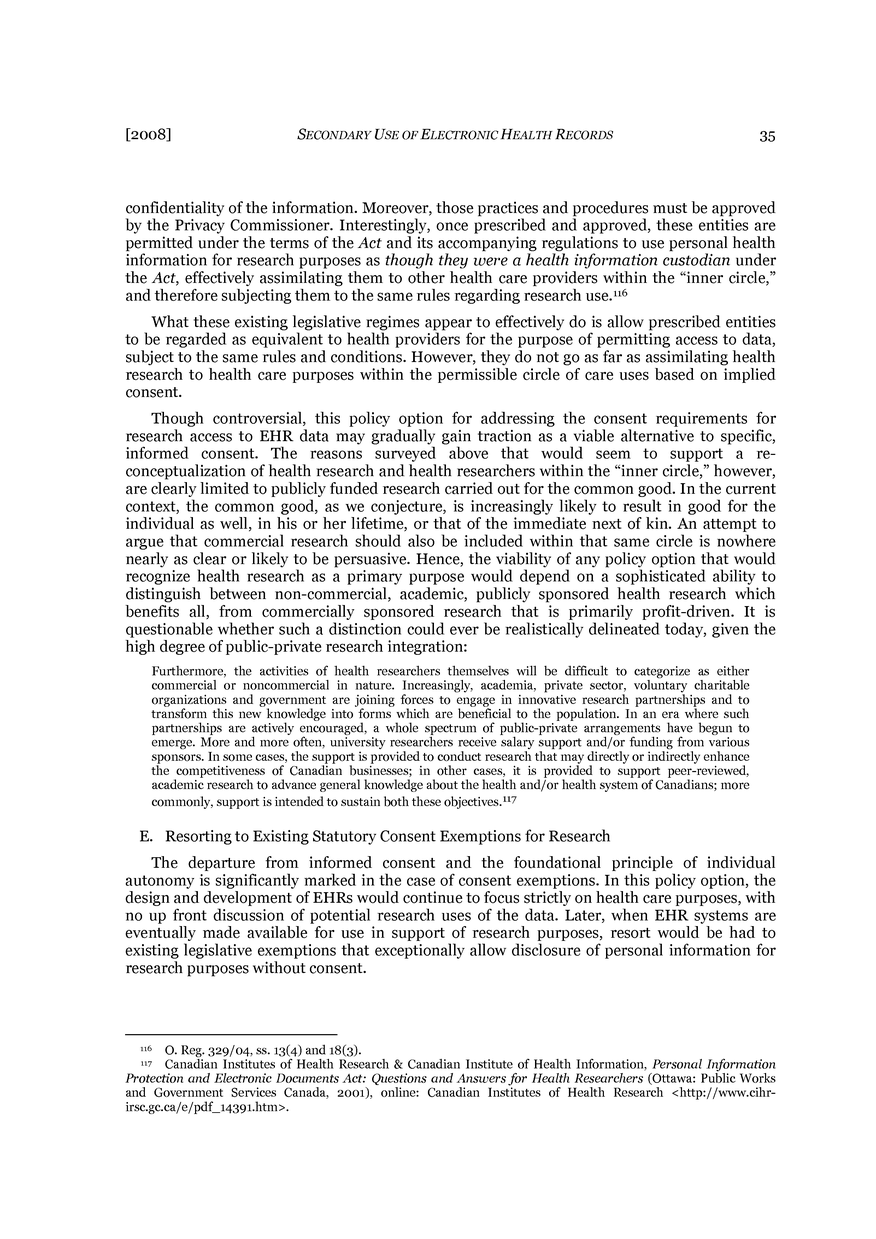 [2008] SECONDARY USE OF ELECTRONIC HEALTH RECORDS 35
confidentiality of the information. Moreover, those practices and procedures must be approved
by the Privacy Commissioner. Interestingly, once prescribed and approved, these entities are
permitted under the terms of the Act and its accompanying regulations to use personal health
information for research purposes as though they were a health information custodian under
the Act, effectively assimilating them to other health care providers within the “inner circle,”
and therefore subjecting them to the same rules regarding research use.116
What these existing legislative regimes appear to effectively do is allow prescribed entities
to be regarded as equivalent to health providers for the purpose of permitting access to data,
subject to the same rules and conditions. However, they do not go as far as assimilating health
research to health care purposes within the permissible circle of care uses based on implied
consent.
Though controversial, this policy option for addressing the consent requirements for
research access to EHR data may gradually gain traction as a viable alternative to specific,
informed consent. The reasons surveyed above that would seem to support a re-
conceptualization of health research and health researchers within the “inner circle,” however,
are clearly limited to publicly funded research carried out for the common good. In the current
context, the common good, as we conjecture, is increasingly likely to result in good for the
individual as well, in his or her lifetime, or that of the immediate next of kin. An attempt to
argue that commercial research should also be included within that same circle is nowhere
nearly as clear or likely to be persuasive. Hence, the viability of any policy option that would
recognize health research as a primary purpose would depend on a sophisticated ability to
distinguish between non-commercial, academic, publicly sponsored health research which
benefits all, from commercially sponsored research that is primarily profit-driven. It is
questionable whether such a distinction could ever be realistically delineated today, given the
high degree of public-private research integration:
Furthermore, the activities of health researchers themselves will be difficult to categorize as either
commercial or noncommercial in nature. Increasingly, academia, private sector, voluntary charitable
organizations and government are joining forces to engage in innovative research partnerships and to
transform this new knowledge into forms which are beneficial to the population. In an era where such
partnerships are actively encouraged, a whole spectrum of public-private arrangements have begun to
emerge. More and more often, university researchers receive salary support and/or funding from various
sponsors. In some cases, the support is provided to conduct research that may directly or indirectly enhance
the competitiveness of Canadian businesses; in other cases, it is provided to support peer-reviewed,
academic research to advance general knowledge about the health and/or health system of Canadians; more
commonly, support is intended to sustain both these objectives.117
E. Resorting to Existing Statutory Consent Exemptions for Research
The departure from informed consent and the foundational principle of individual
autonomy is significantly marked in the case of consent exemptions. In this policy option, the
design and development of EHRs would continue to focus strictly on health care purposes, with
no up front discussion of potential research uses of the data. Later, when EHR systems are
eventually made available for use in support of research purposes, resort would be had to
existing legislative exemptions that exceptionally allow disclosure of personal information for
research purposes without consent.
116 O. Reg. 329/04, ss. 13(4) and 18(3).
117 Canadian Institutes of Health Research & Canadian Institute of Health Information, Personal Information
Protection and Electronic Documents Act: Questions and Answers for Health Researchers (Ottawa: Public Works
and Government Services Canada, 2001), online: Canadian Institutes of Health Research <http://www.cihr-
irsc.gc.ca/e/pdf_14391.htm>.